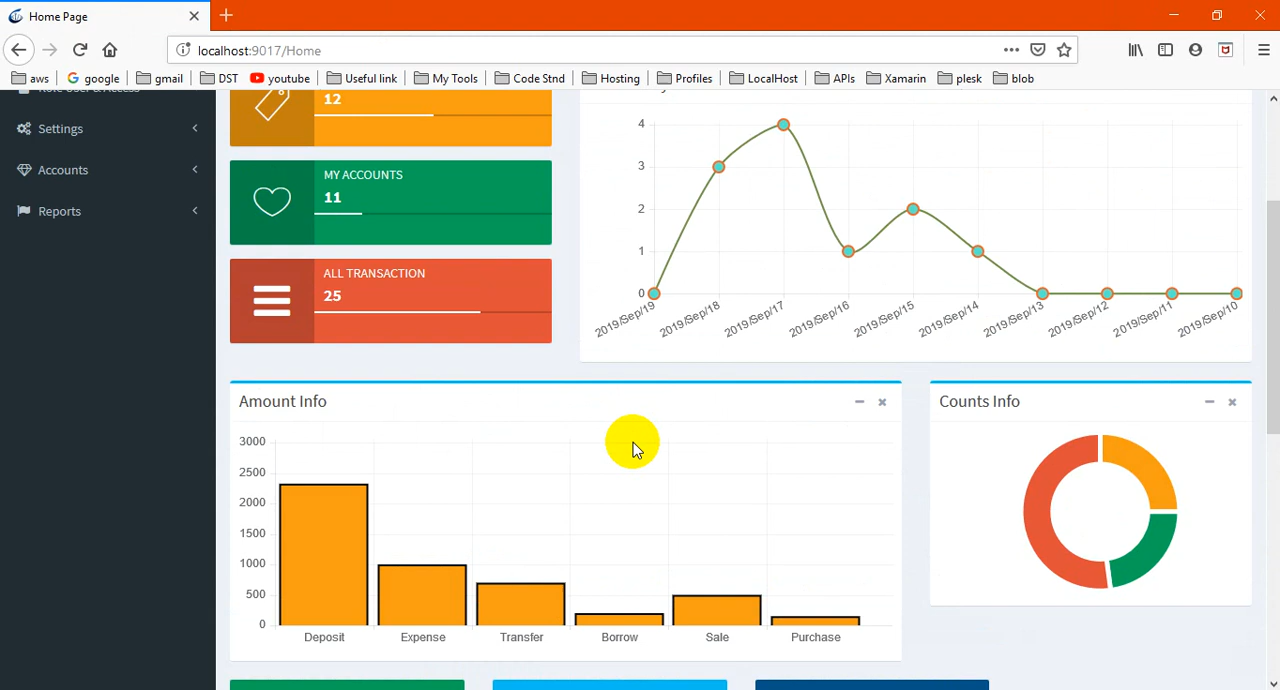 Home Page
localhost:9017/Home
aws google gmail DST youtube Useful link My Tools Code Stnd Hosting Profiles LocalHost APIs Xamarin plesk blob
Settings
Accounts
Reports
12
MY ACCOUNTS
11
ALL TRANSACTION
25
4
3
2
1
0
2019/Sep/19 2019/Sep/18 2019/Sep/17 2019/Sep/16 2019/Sep/15 2019/Sep/14 2019/Sep/13 2019/Sep/12 2019/Sep/11 2019/Sep/10
Amount Info
3000
2500
2000
1500
1000
500
0
Deposit Expense Transfer Borrow Sale Purchase
Counts Info